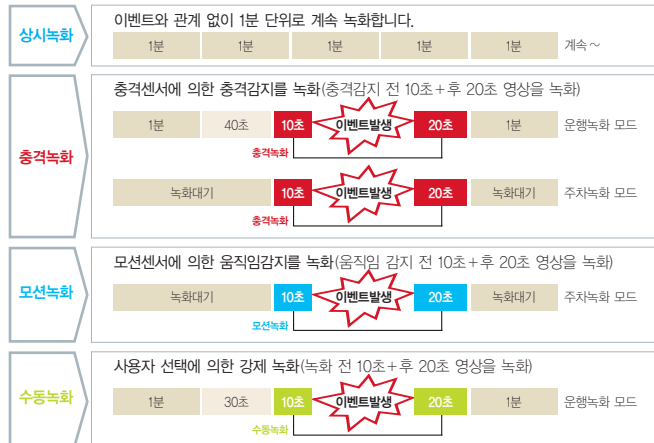 상시녹화
이벤트와 관계 없이 1분 단위로 계속 녹화합니다.
1분 1분 1분 1분 1분 계속~
충격녹화
충격센서에 의한 충격감지를 녹화(충격감지 전 10초+후 20초 영상을 녹화)
1분 40초 10초 이벤트발생 20초 1분 운행녹화 모드
충격녹화
녹화대기 10초 이벤트발생 20초 녹화대기 주차녹화 모드
충격녹화
모션녹화
모션센서에 의한 움직임감지를 녹화(움직임 감지 전 10초+후 20초 영상을 녹화)
녹화대기 10초 이벤트발생 20초 녹화대기 주차녹화 모드
모션녹화
수동녹화
사용자 선택에 의한 강제 녹화(녹화 전 10초+후 20초 영상을 녹화)
1분 30초 10초 이벤트발생 20초 1분 운행녹화 모드
수동녹화